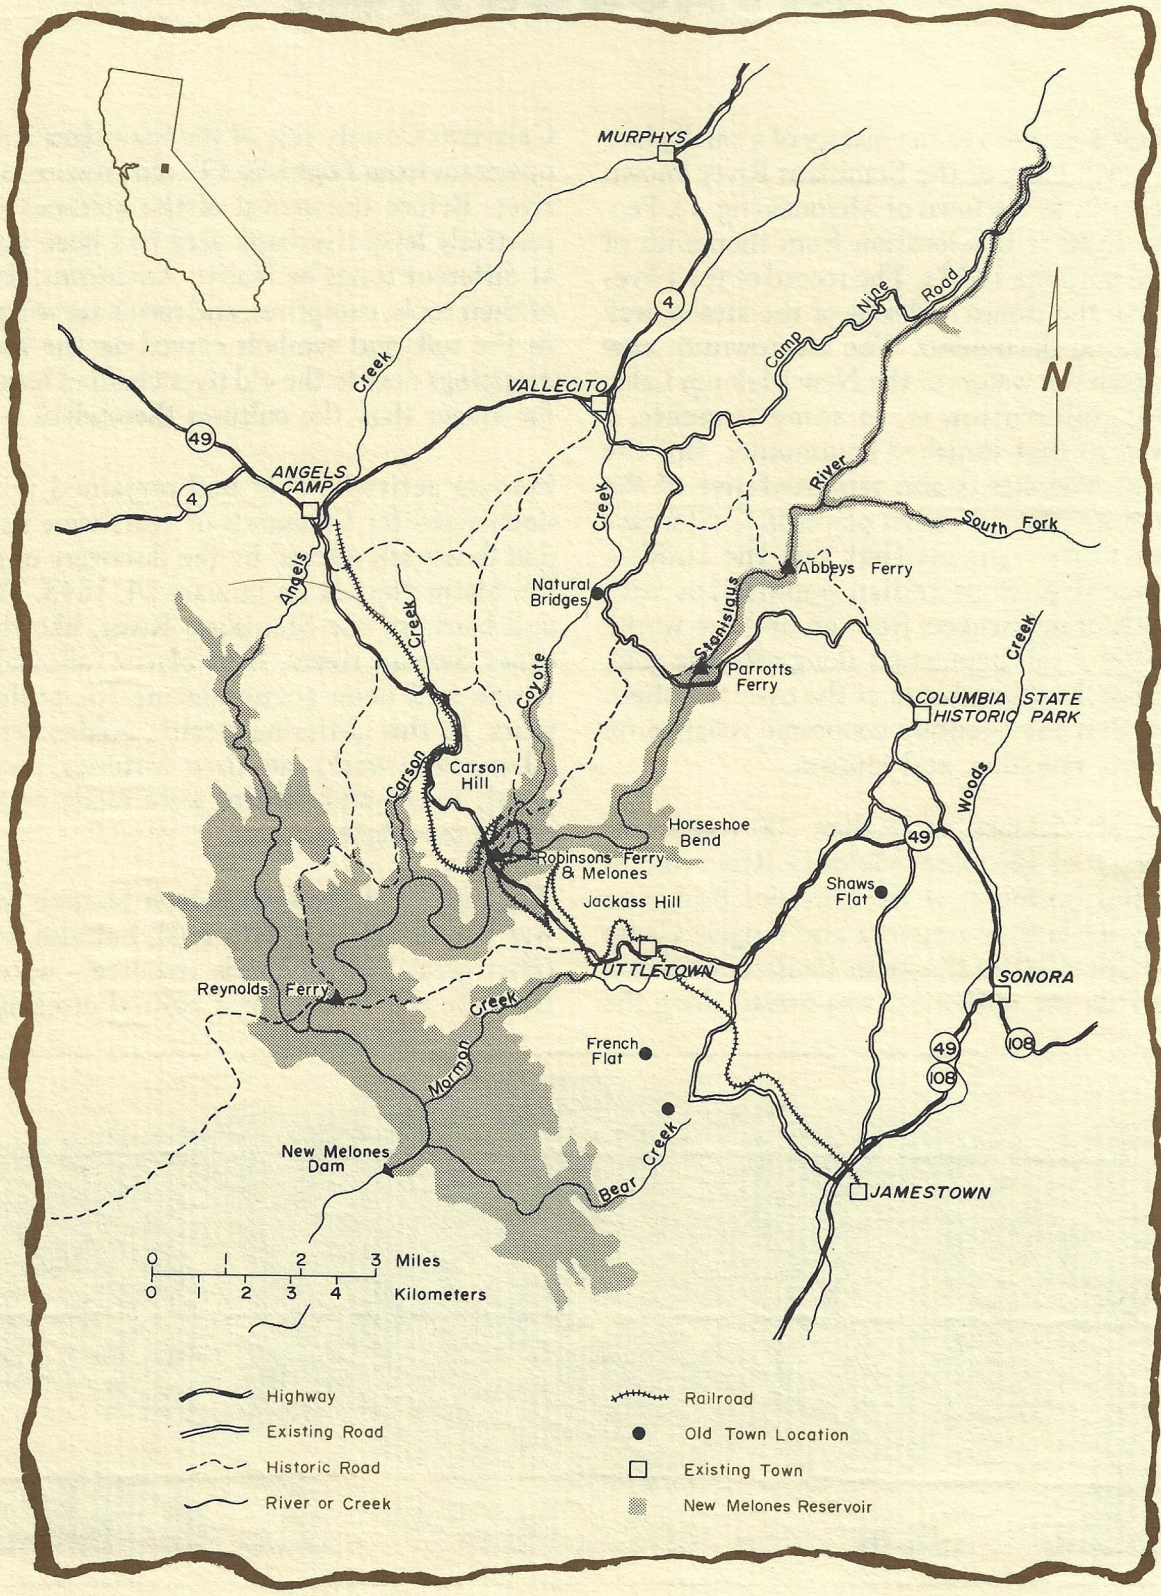 MURPHYS
4
Camp Nine Road
Creek
VALLECITO
49
ANGELS
CAMP
4
River
Creek
South Fork
Angels
Natural
Bridges
Abbeys Ferry
Creek
Stanislaus
Creek
Coyote
Parrotts
Ferry
COLUMBIA STATE
HISTORIC PARK
Carson
Carson
Hill
Woods
Horseshoe
Bend
49
Robinsons Ferry
& Melones
Shaws
Flat
Jackass Hill
TUTTLETOWN
SONORA
Reynolds Ferry
Creek
French
Flat
49
108
108
Mormon
New Melones
Dam
Bear Creek
JAMESTOWN
N
0 1 2 3 Miles
0 1 2 3 4 Kilometers
Highway
Existing Road
Historic Road
River or Creek
Railroad
Old Town Location
Existing Town
New Melones Reservoir